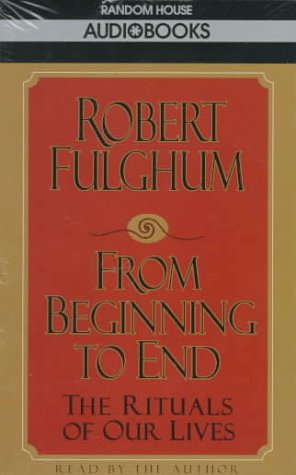 RANDOM HOUSE
AUDIOBOOKS
ROBERT
FULGHUM
FROM
BEGINNING
TO END
THE RITUALS
OF OUR LIVES
READ BY THE AUTHOR